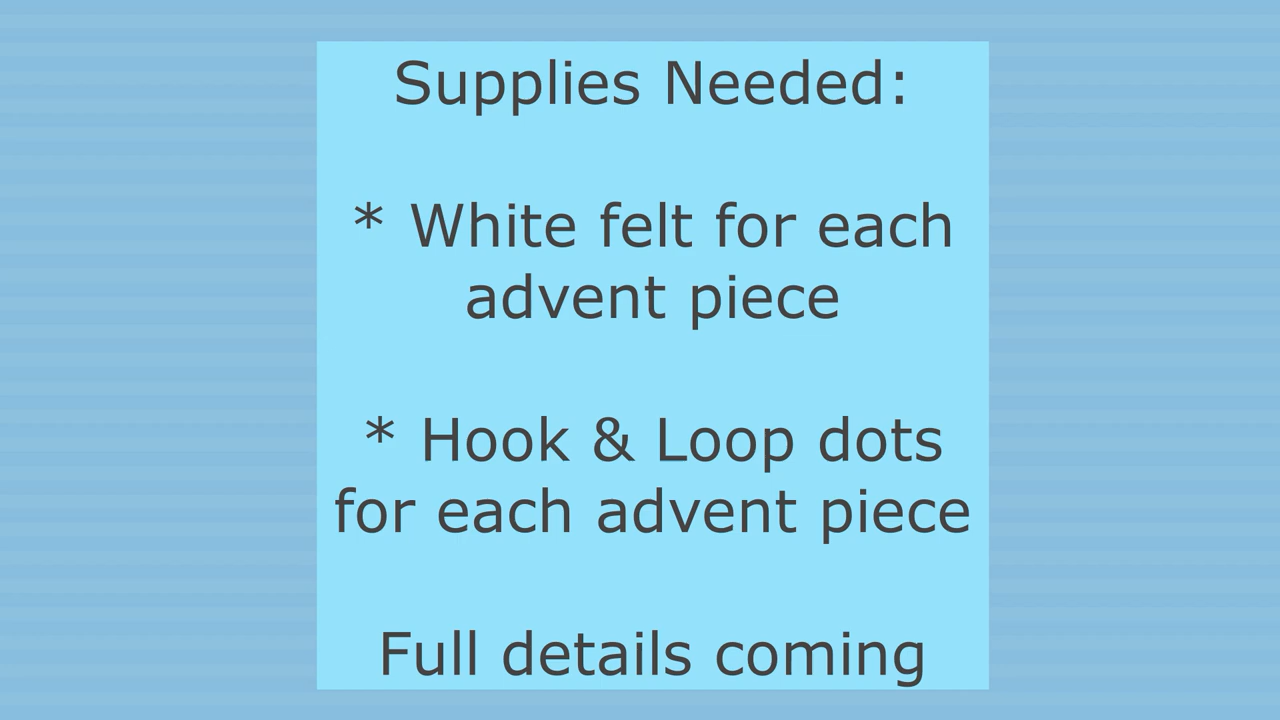 Supplies Needed:
* White felt for each
advent piece
* Hook & Loop dots
for each advent piece
Full details coming